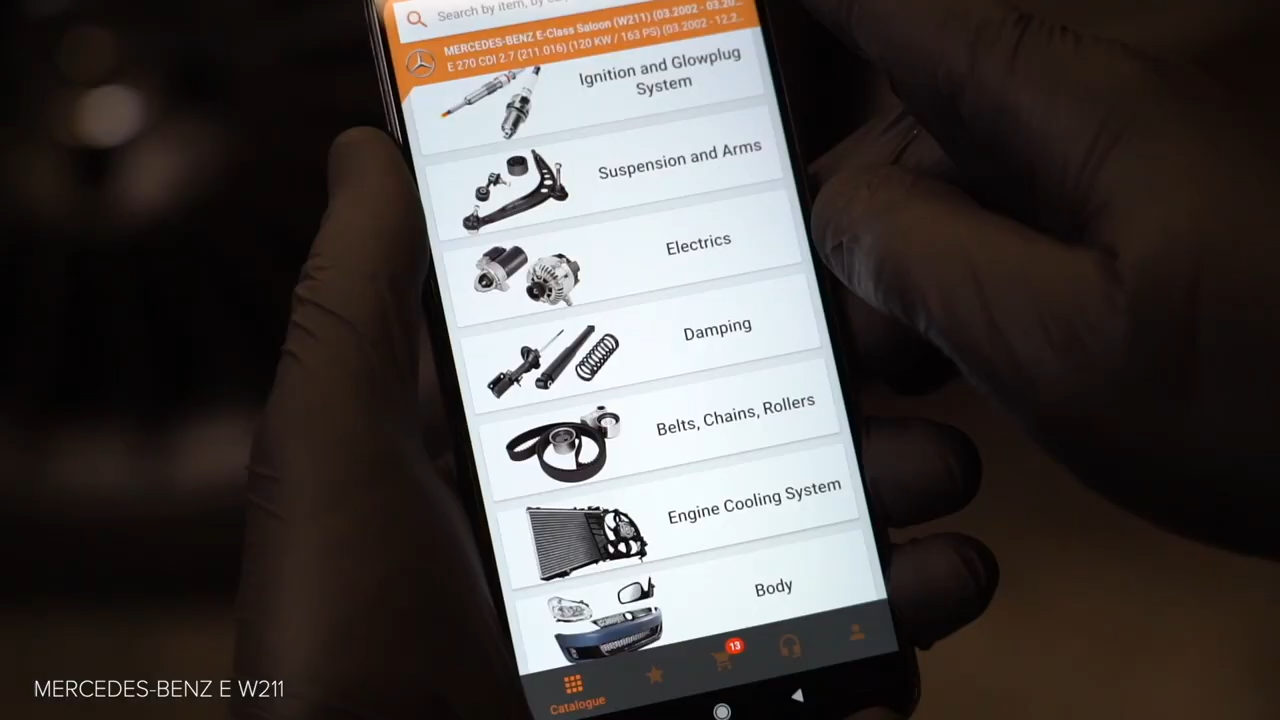 Search by item, by
MERCEDES-BENZ E-Class Saloon (W211) (03.2002 - 03.20...
E 270 CDI 2.7 (211.016) (120 KW / 163 PS) (03.2002 - 12.2...
Ignition and Glowplug
System
Suspension and Arms
Electrics
Damping
Belts, Chains, Rollers
Engine Cooling System
Body
13
Catalogue
MERCEDES-BENZ E W211